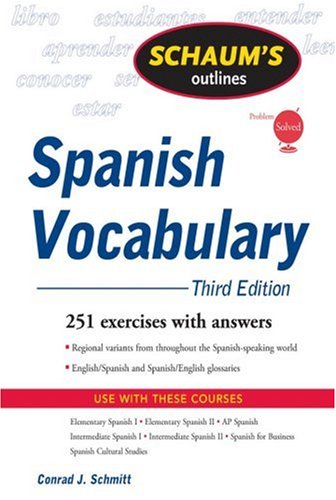 libro estudiantes entender
aprender
leer
conocer ser
estar
SCHAUM'S
outlines
Problem
Solved
Spanish
Vocabulary
Third Edition
251 exercises with answers
• Regional variants from throughout the Spanish-speaking world
• English/Spanish and Spanish/English glossaries
USE WITH THESE COURSES
Elementary Spanish I • Elementary Spanish II • AP Spanish
Intermediate Spanish I • Intermediate Spanish II • Spanish for Business
Spanish Cultural Studies
Conrad J. Schmitt